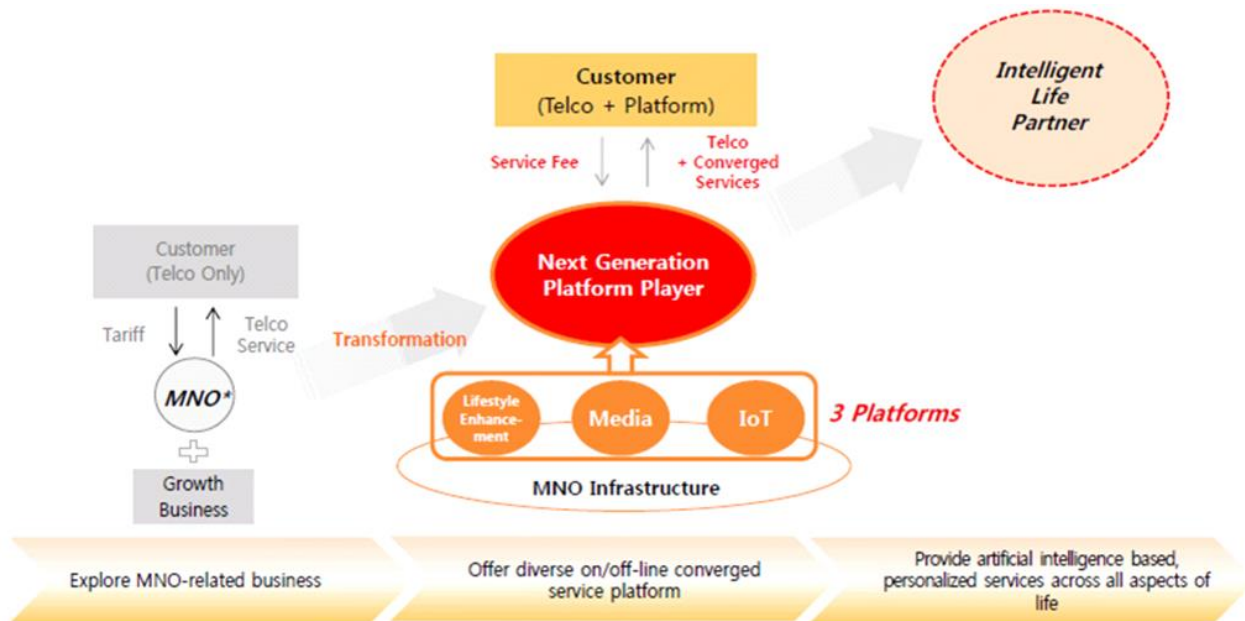 Customer
(Telco Only)
Tariff
Telco
Service
MNO*
Growth
Business
Transformation
Customer
(Telco + Platform)
Service Fee
Telco
+ Converged
Services
Next Generation
Platform Player
Lifestyle
Enhance-
ment
Media
IoT
3 Platforms
MNO Infrastructure
Intelligent
Life
Partner
Explore MNO-related business
Offer diverse on/off-line converged
service platform
Provide artificial intelligence based,
personalized services across all aspects of
life